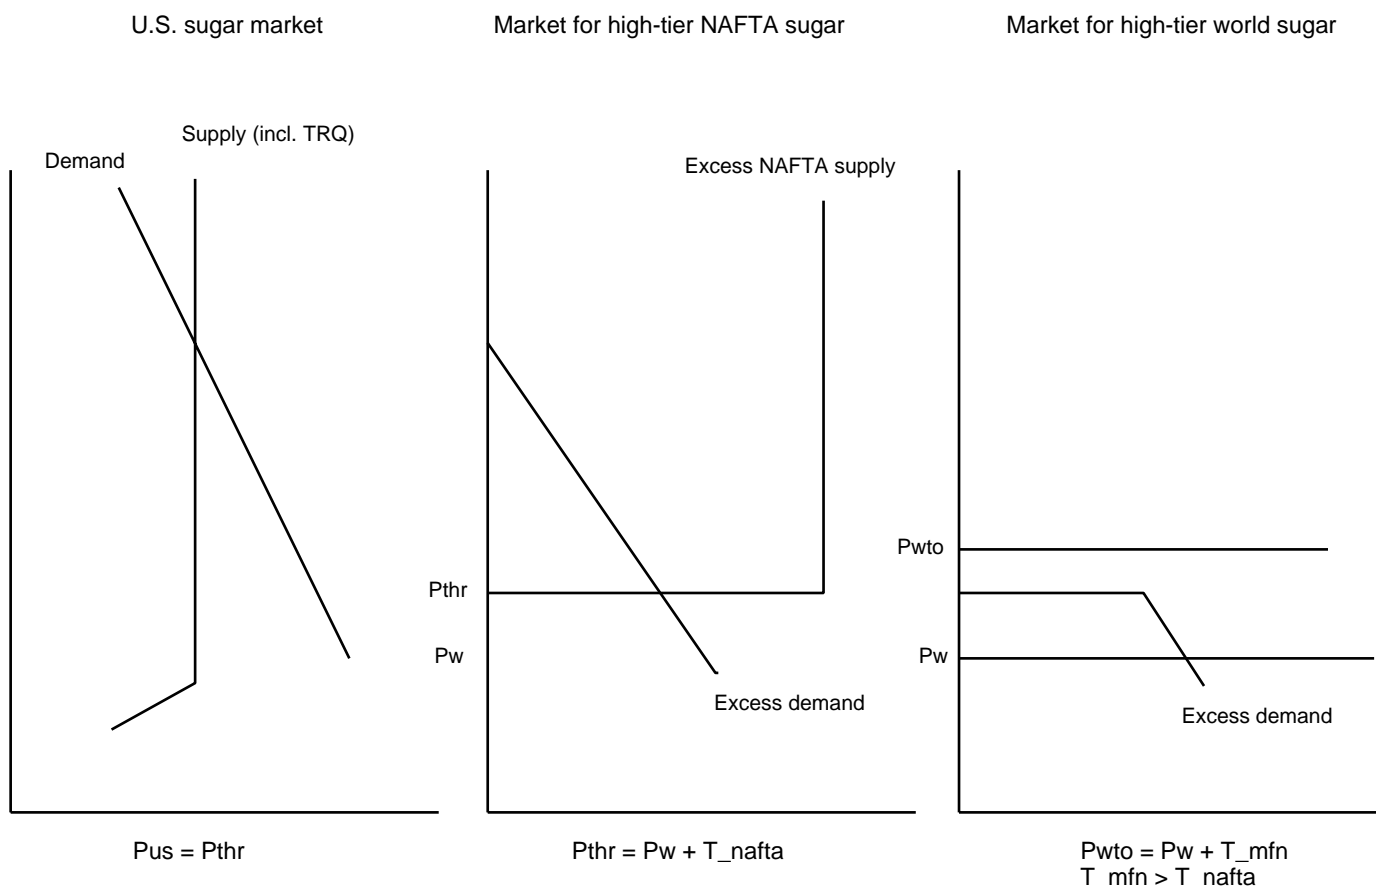 U.S. sugar market
Market for high-tier NAFTA sugar
Market for high-tier world sugar
Supply (incl. TRQ)
Demand
Excess NAFTA supply
Pwto
Pthr
Pw
Pw
Excess demand
Excess demand
Pus = Pthr
Pthr = Pw + T_nafta
Pwto = Pw + T_mfn
T_mfn > T_nafta